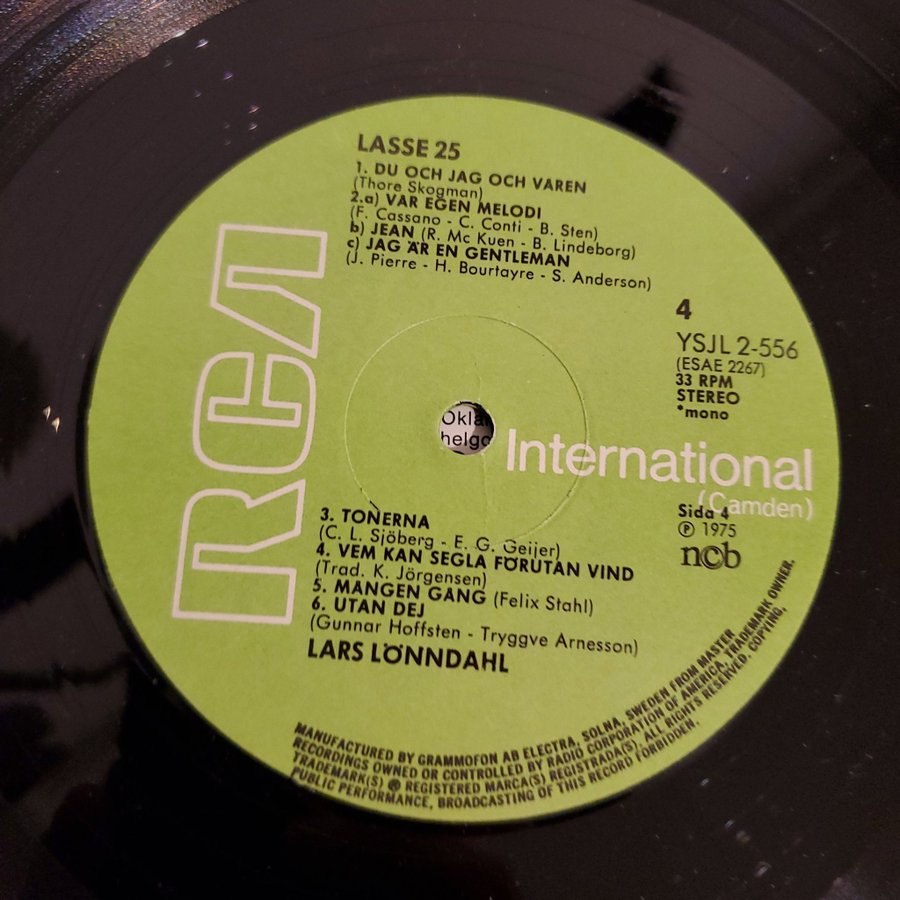 LASSE 25
1. DU OCH JAG OCH VAREN
(Thore Skogman)
2.a) VAR EGEN MELODI
(F. Cassano - C. Conti - B. Sten)
b) JEAN (R. Mc Kuen - B. Lindeborg)
c) JAG ÄR EN GENTLEMAN
(J. Pierre - H. Bourtayre - S. Anderson)
RCA
4
YSJL 2-556
(ESAE 2267)
33 RPM
STEREO
*mono
International
(Camden)
Sida 4
℗ 1975
ncb
3. TONERNA
(C. L. Sjöberg - E. G. Geijer)
4. VEM KAN SEGLA FÖRUTAN VIND
(Trad. K. Jörgensen)
5. MANGEN GANG (Felix Stahl)
6. UTAN DEJ
(Gunnar Hoffsten - Tryggve Arnesson)
LARS LÖNNDAHL
MANUFACTURED BY GRAMMOFON AB ELECTRA, SOLNA, SWEDEN FROM MASTER
RECORDINGS OWNED OR CONTROLLED BY RADIO CORPORATION OF AMERICA, TRADEMARK OWNER.
TRADEMARK(S) ® REGISTERED MARCA(S) REGISTRADA(S) ALL RIGHTS RESERVED. COPYING,
PUBLIC PERFORMANCE, BROADCASTING OF THIS RECORD FORBIDDEN.